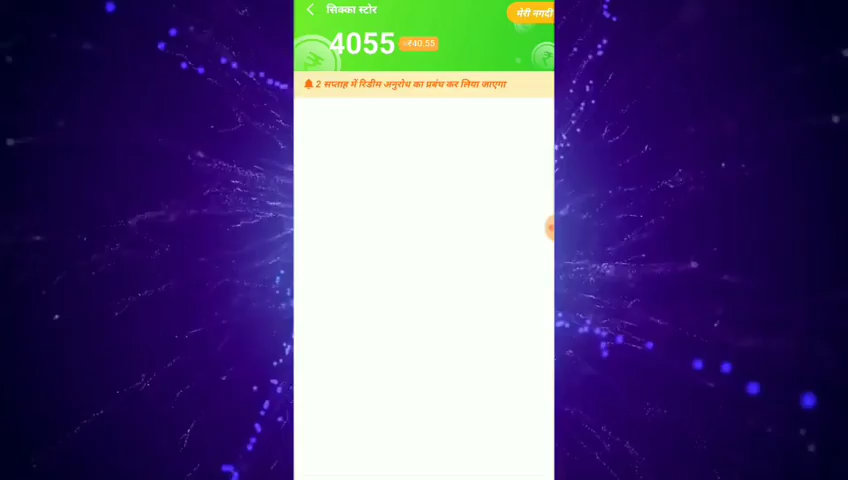 सिक्का स्टोर
मेरी नगदी
4055 ≈₹40.55
2 सप्ताह में रिडीम अनुरोध का प्रबंध कर लिया जाएगा